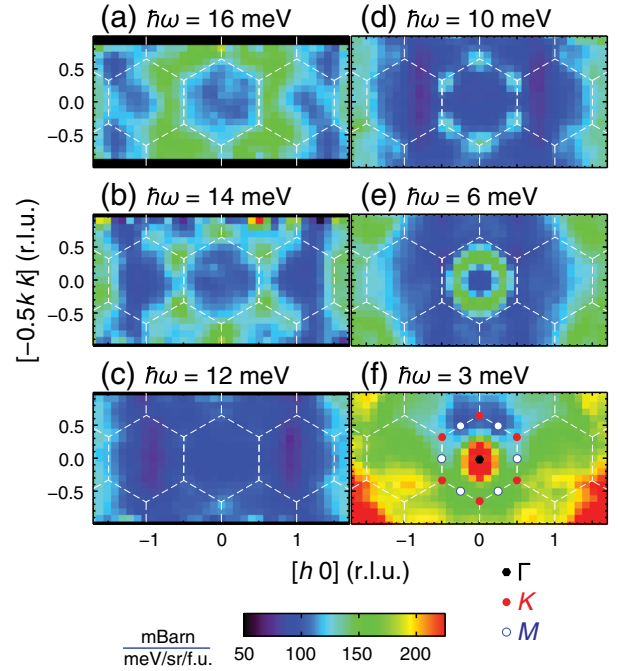 (a) ħω = 16 meV
(d) ħω = 10 meV
0.5
0.0
−0.5
(b) ħω = 14 meV
(e) ħω = 6 meV
[−0.5k k] (r.l.u.)
0.5
0.0
−0.5
(c) ħω = 12 meV
(f) ħω = 3 meV
0.5
0.0
−0.5
−1 0 1
−1 0 1
[h 0] (r.l.u.)
Γ
K
M
mBarn
meV/sr/f.u.
50 100 150 200